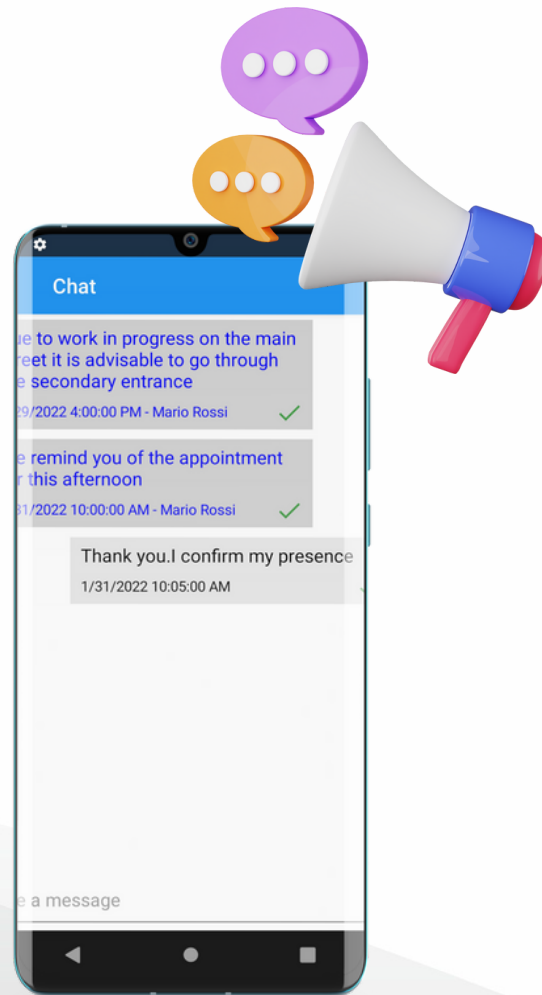 Chat
ue to work in progress on the main
reet it is advisable to go through
e secondary entrance
29/2022 4:00:00 PM - Mario Rossi
e remind you of the appointment
r this afternoon
31/2022 10:00:00 AM - Mario Rossi
Thank you.I confirm my presence
1/31/2022 10:05:00 AM
e a message